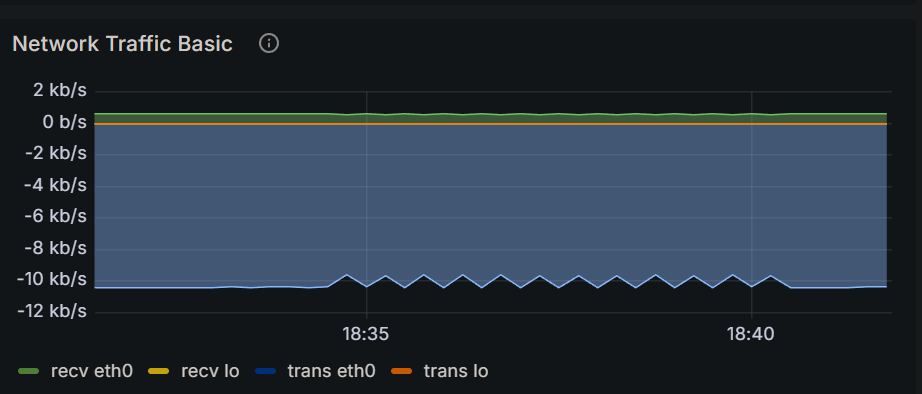 Network Traffic Basic
2 kb/s
0 b/s
-2 kb/s
-4 kb/s
-6 kb/s
-8 kb/s
-10 kb/s
-12 kb/s
18:35 18:40
recv eth0 recv lo trans eth0 trans lo